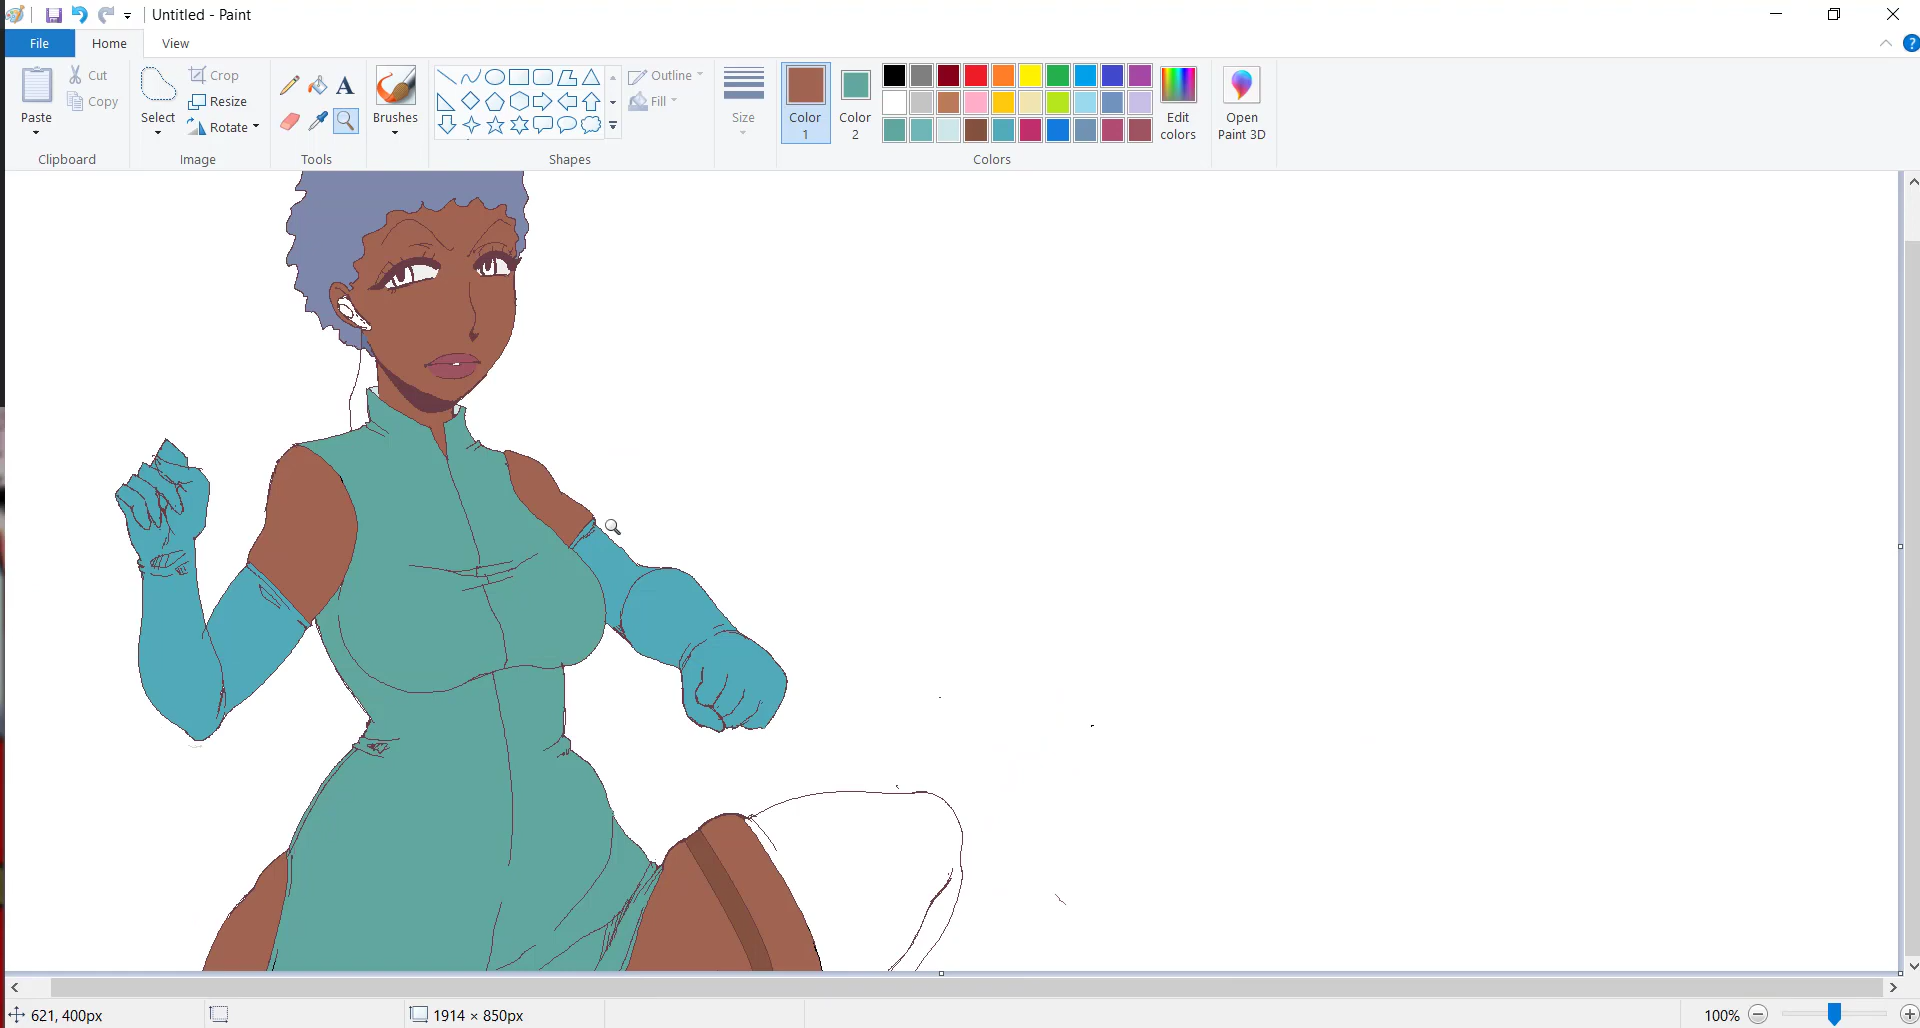 Untitled - Paint
File Home View
Paste
Cut
Copy
Clipboard
Select
Crop
Resize
Rotate
Image
A
Tools
Brushes
Outline
Fill
Shapes
Size
Color 1
Color 2
Edit colors
Colors
Open Paint 3D
?
621, 400px
1914 × 850px
100%